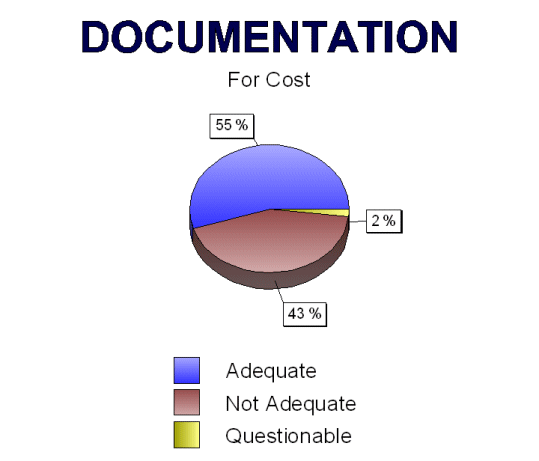 DOCUMENTATION
For Cost
55 %
2 %
43 %
Adequate
Not Adequate
Questionable